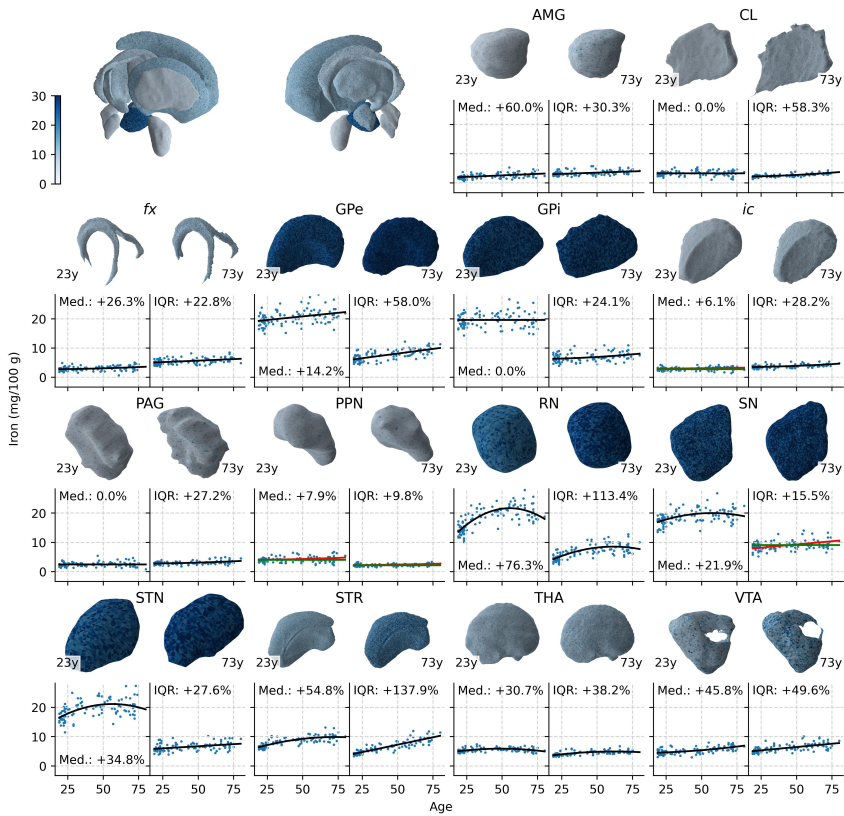 AMG
CL
23y
73y
23y
73y
30
20
10
0
Med.: +60.0%
IQR: +30.3%
Med.: 0.0%
IQR: +58.3%
fx
GPe
GPi
ic
23y
73y
23y
73y
23y
73y
23y
73y
Med.: +26.3%
IQR: +22.8%
Med.: +14.2%
IQR: +58.0%
Med.: 0.0%
IQR: +24.1%
Med.: +6.1%
IQR: +28.2%
20
10
0
Iron (mg/100 g)
PAG
PPN
RN
SN
23y
73y
23y
73y
23y
73y
23y
73y
Med.: 0.0%
IQR: +27.2%
Med.: +7.9%
IQR: +9.8%
Med.: +76.3%
IQR: +113.4%
Med.: +21.9%
IQR: +15.5%
20
10
0
STN
STR
THA
VTA
23y
73y
23y
73y
23y
73y
23y
73y
Med.: +34.8%
IQR: +27.6%
Med.: +54.8%
IQR: +137.9%
Med.: +30.7%
IQR: +38.2%
Med.: +45.8%
IQR: +49.6%
20
10
0
25 50 75 25 50 75 25 50 75 25 50 75 25 50 75 25 50 75 25 50 75 25 50 75
Age